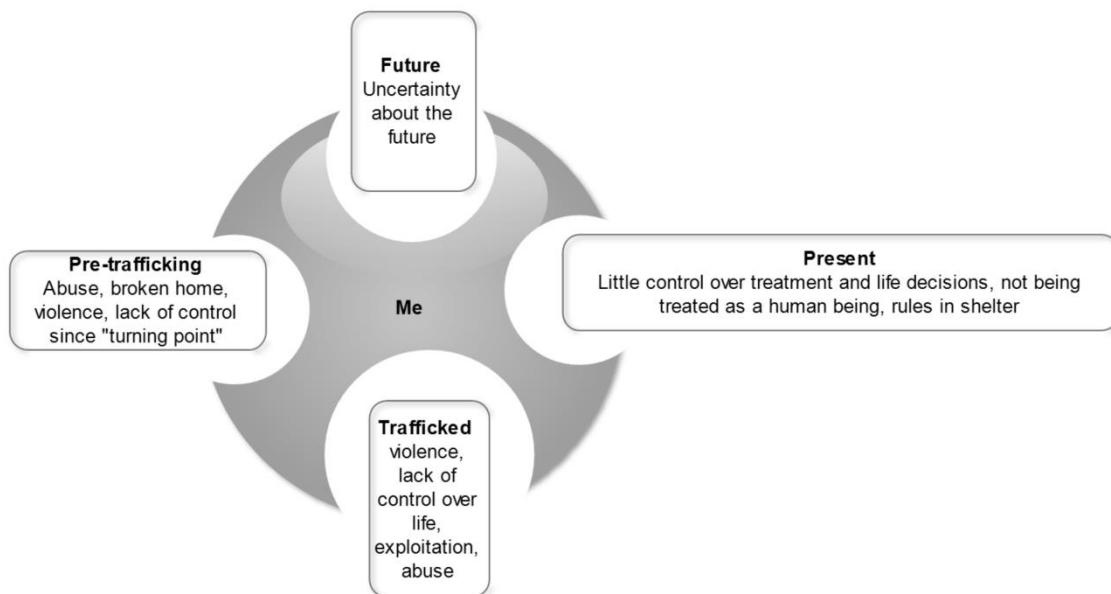 Future
Uncertainty
about the
future
Pre-trafficking
Abuse, broken home,
violence, lack of control
since "turning point"
Me
Present
Little control over treatment and life decisions, not being
treated as a human being, rules in shelter
Trafficked
violence,
lack of
control over
life,
exploitation,
abuse